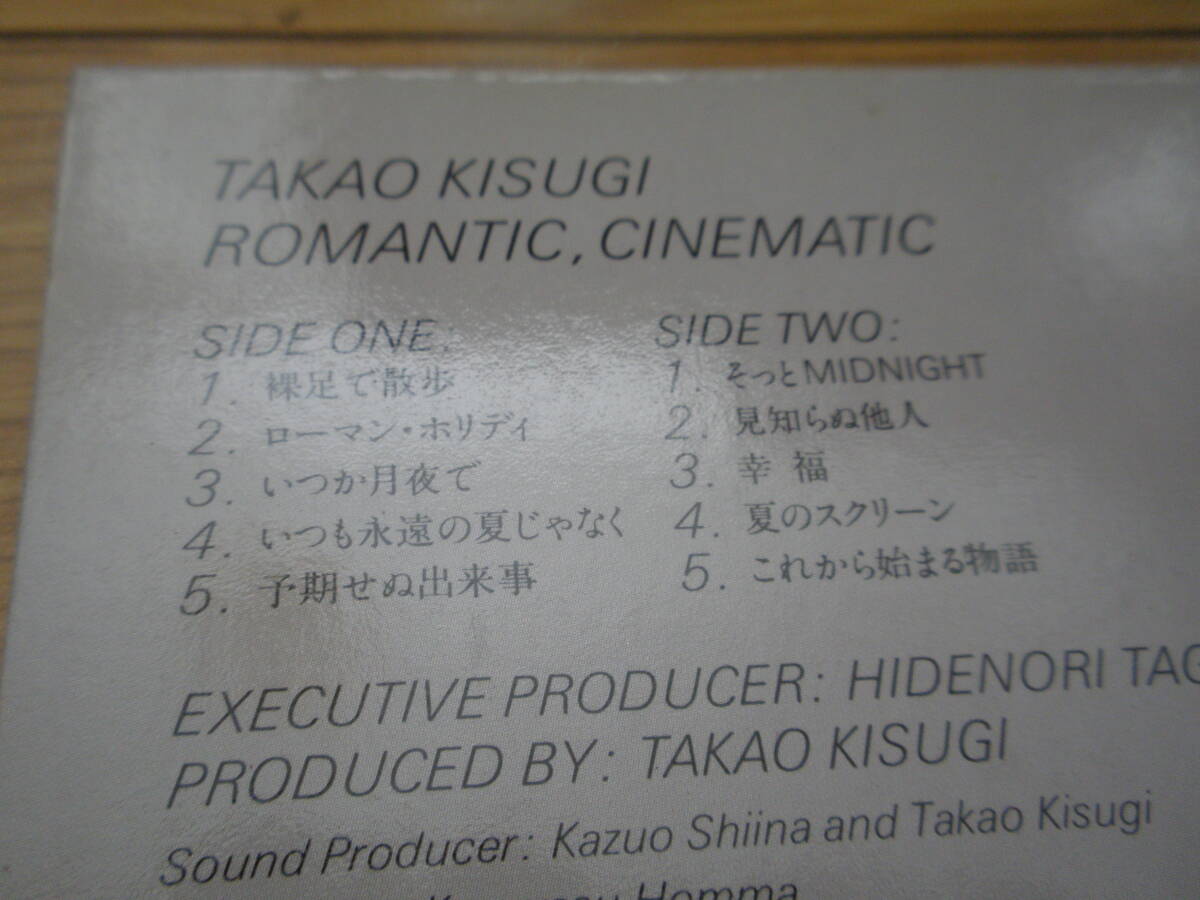 TAKAO KISUGI
ROMANTIC, CINEMATIC
SIDE ONE:
1. 裸足で散歩
2. ローマン・ホリディ
3. いつか月夜で
4. いつも永遠の夏じゃなく
5. 予期せぬ出来事
SIDE TWO:
1. そっとMIDNIGHT
2. 見知らぬ他人
3. 幸福
4. 夏のスクリーン
5. これから始まる物語
EXECUTIVE PRODUCER: HIDENORI
PRODUCED BY: TAKAO KISUGI
Sound Producer: Kazuo Shiina and Takao Kisugi
Homma